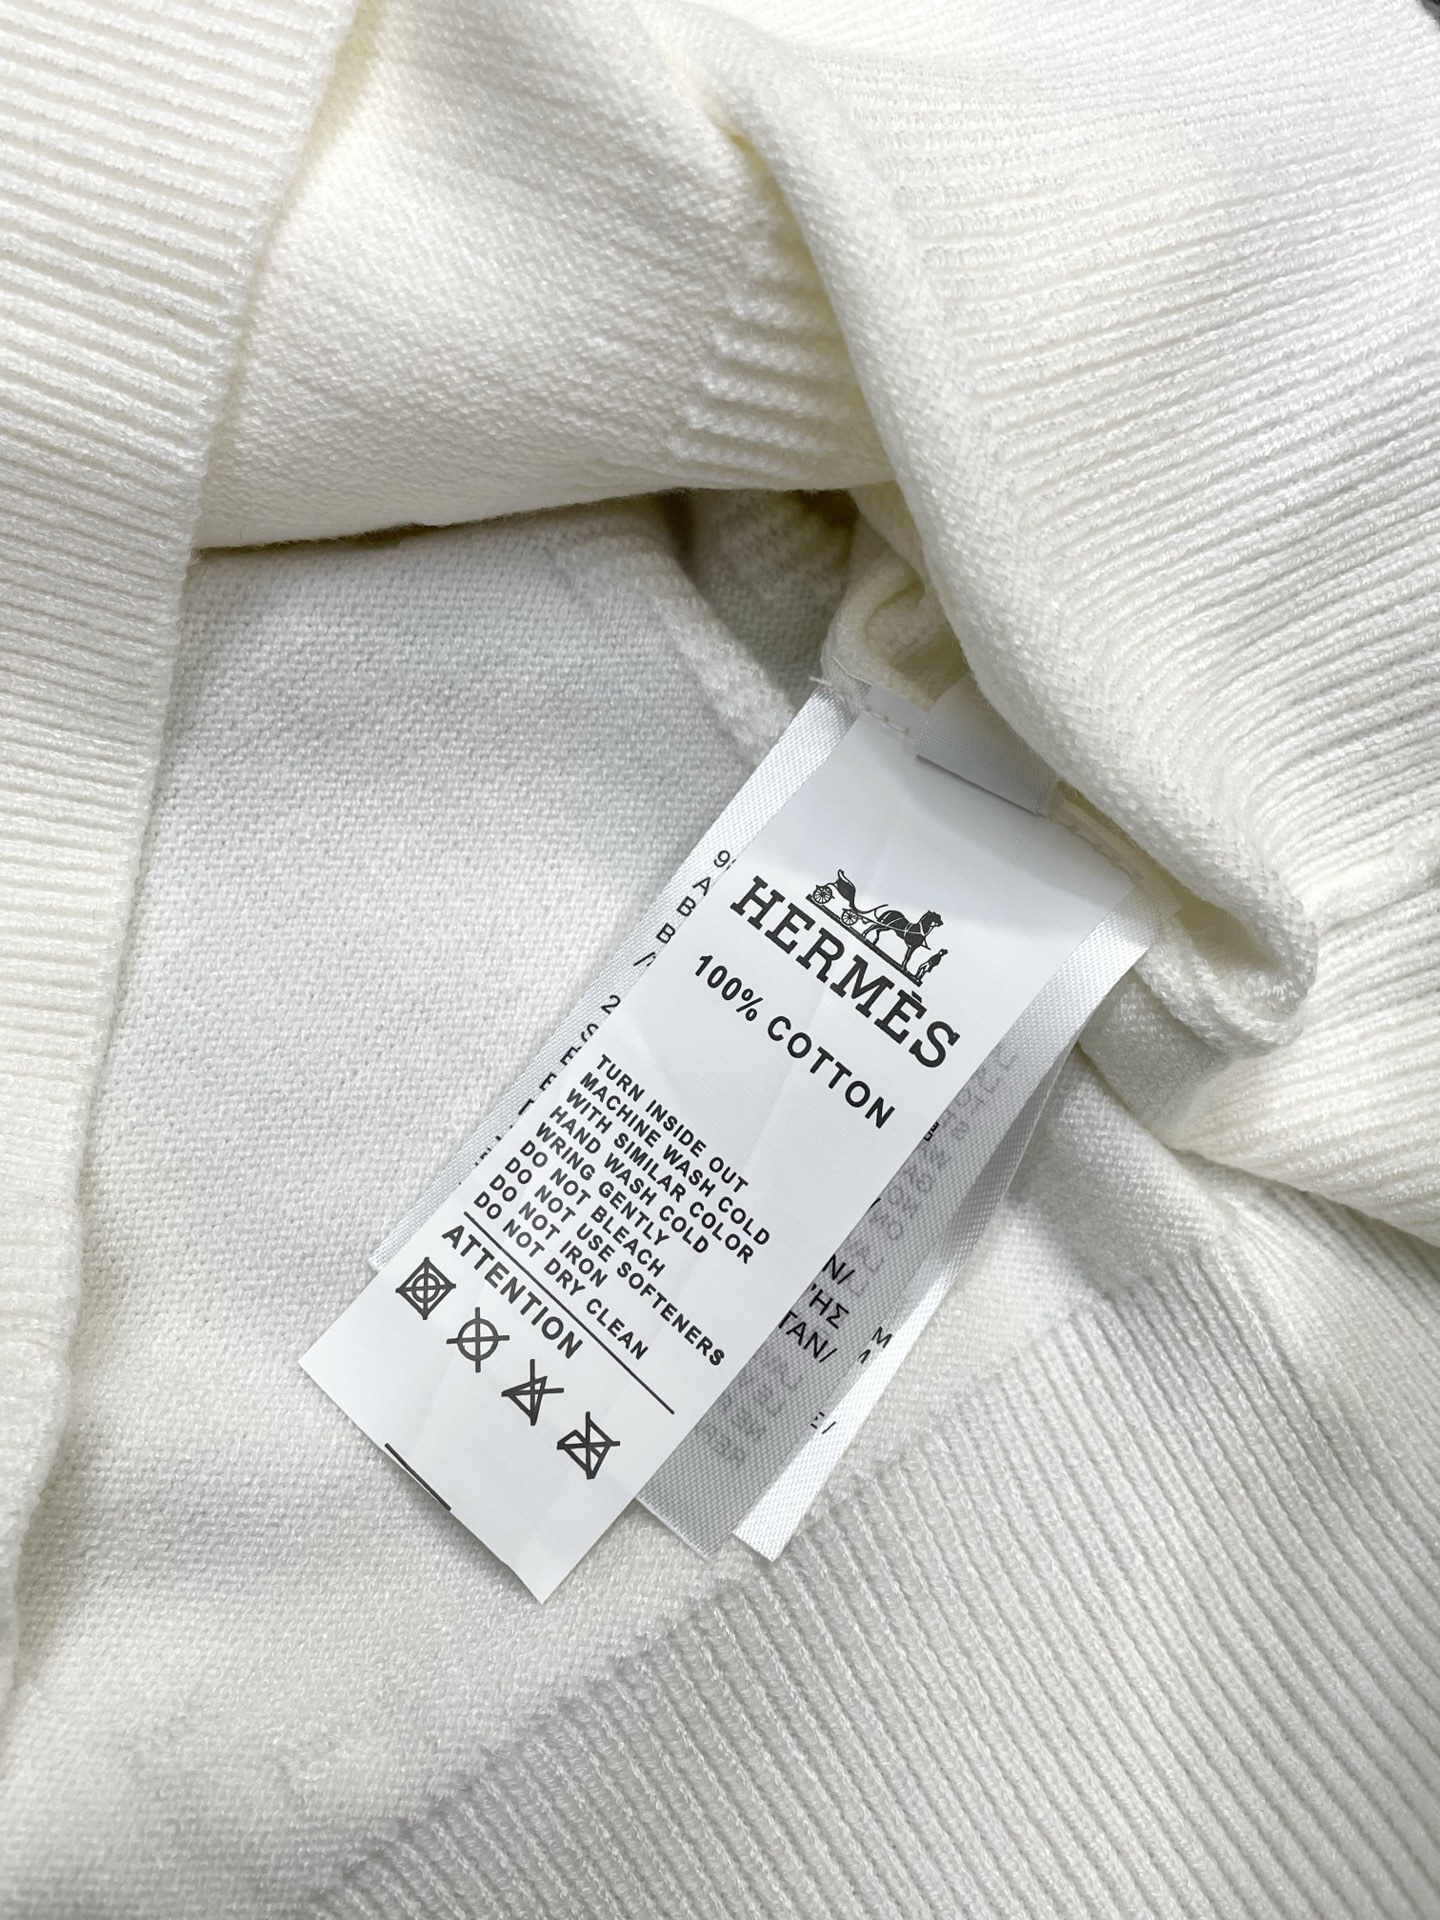 HERMÈS
100% COTTON
TURN INSIDE OUT
MACHINE WASH COLD
WITH SIMILAR COLOR
HAND WASH COLD
WRING GENTLY
DO NOT BLEACH
DO NOT USE SOFTENERS
DO NOT IRON
DO NOT DRY CLEAN
ATTENTION